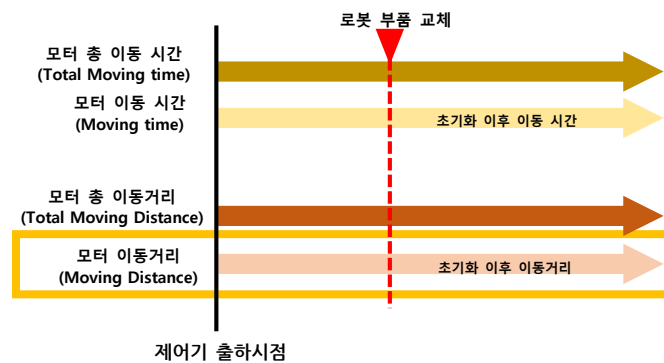 로봇 부품 교체
모터 총 이동 시간
(Total Moving time)
모터 이동 시간
(Moving time)
초기화 이후 이동 시간
모터 총 이동거리
(Total Moving Distance)
모터 이동거리
(Moving Distance)
초기화 이후 이동거리
제어기 출하시점